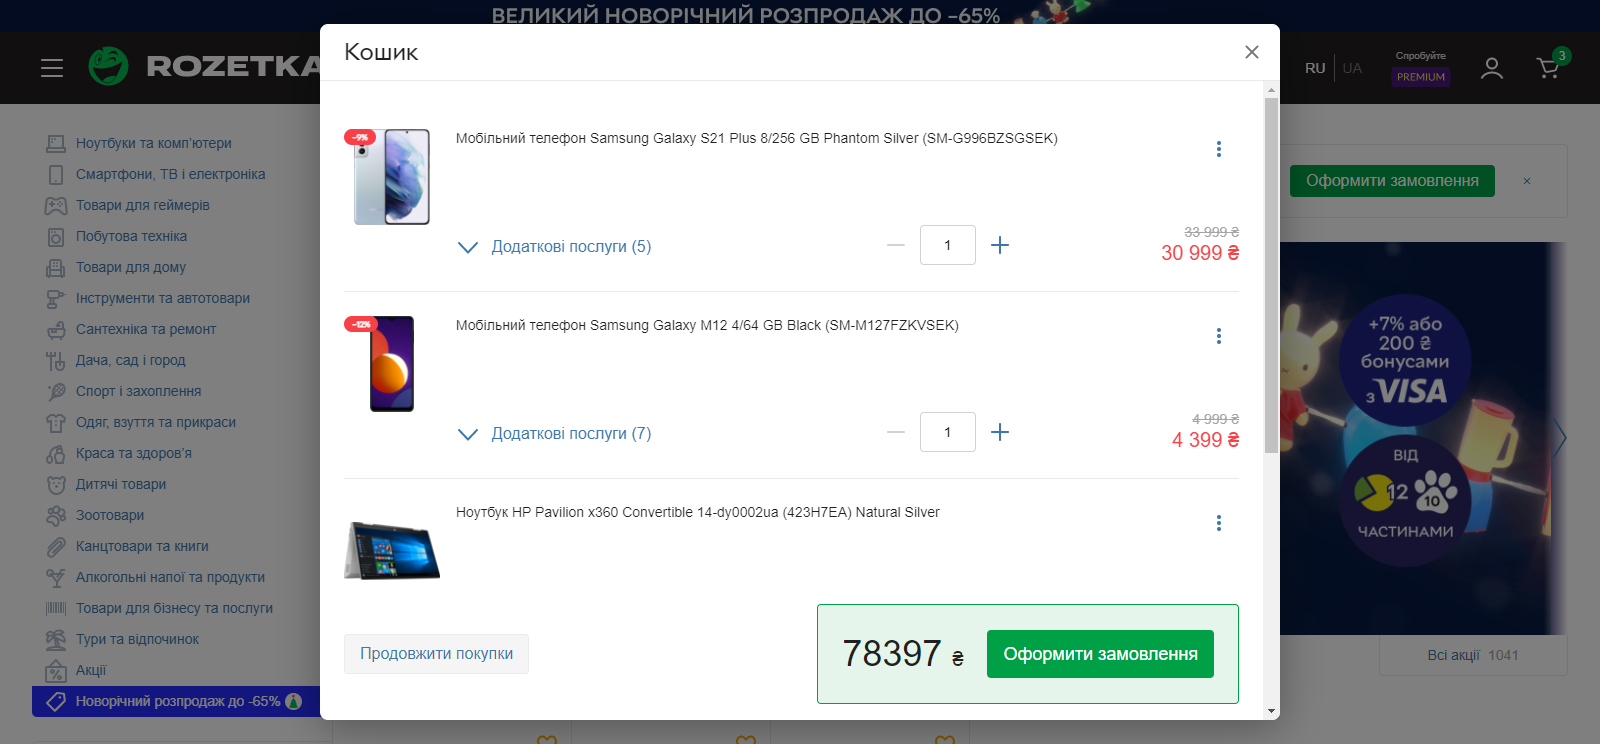 ВЕЛИКИЙ НОВОРІЧНИЙ РОЗПРОДАЖ ДО −65%
ROZETKA
RU
UA
Спробуйте
PREMIUM
3
Ноутбуки та комп'ютери
Смартфони, ТВ і електроніка
Товари для геймерів
Побутова техніка
Товари для дому
Інструменти та автотовари
Сантехніка та ремонт
Дача, сад і город
Спорт і захоплення
Одяг, взуття та прикраси
Краса та здоров'я
Дитячі товари
Зоотовари
Канцтовари та книги
Алкогольні напої та продукти
Товари для бізнесу та послуги
Тури та відпочинок
Акції
Новорічний розпродаж до -65%
Кошик
−9%
Мобільний телефон Samsung Galaxy S21 Plus 8/256 GB Phantom Silver (SM-G996BZSGSEK)
Додаткові послуги (5)
1
33 999 ₴
30 999 ₴
−12%
Мобільний телефон Samsung Galaxy M12 4/64 GB Black (SM-M127FZKVSEK)
Додаткові послуги (7)
1
4 999 ₴
4 399 ₴
Ноутбук HP Pavilion x360 Convertible 14-dy0002ua (423H7EA) Natural Silver
Продовжити покупки
78397 ₴
Оформити замовлення
Оформити замовлення
+7% або
200 ₴
бонусами
з VISA
ВІД
12
10
ЧАСТИНАМИ
Всі акції 1041